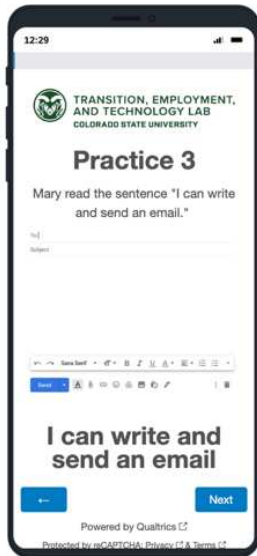 12:29
TRANSITION, EMPLOYMENT,
AND TECHNOLOGY LAB
COLORADO STATE UNIVERSITY
Practice 3
Mary read the sentence "I can write
and send an email."
To
Subject
Sans Serif
Send
I can write and
send an email
← Next
Powered by Qualtrics
Protected by reCAPTCHA: Privacy & Terms